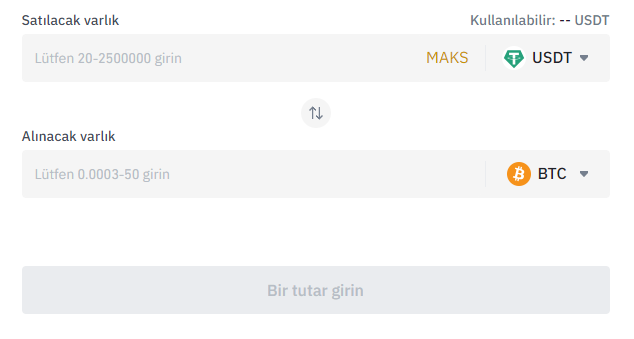 Satılacak varlık
Kullanılabilir: -- USDT
Lütfen 20-2500000 girin
MAKS
USDT
Alınacak varlık
Lütfen 0.0003-50 girin
BTC
Bir tutar girin